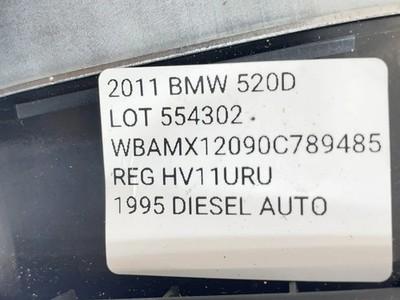 2011 BMW 520D
LOT 554302
WBAMX12090C789485
REG HV11URU
1995 DIESEL AUTO